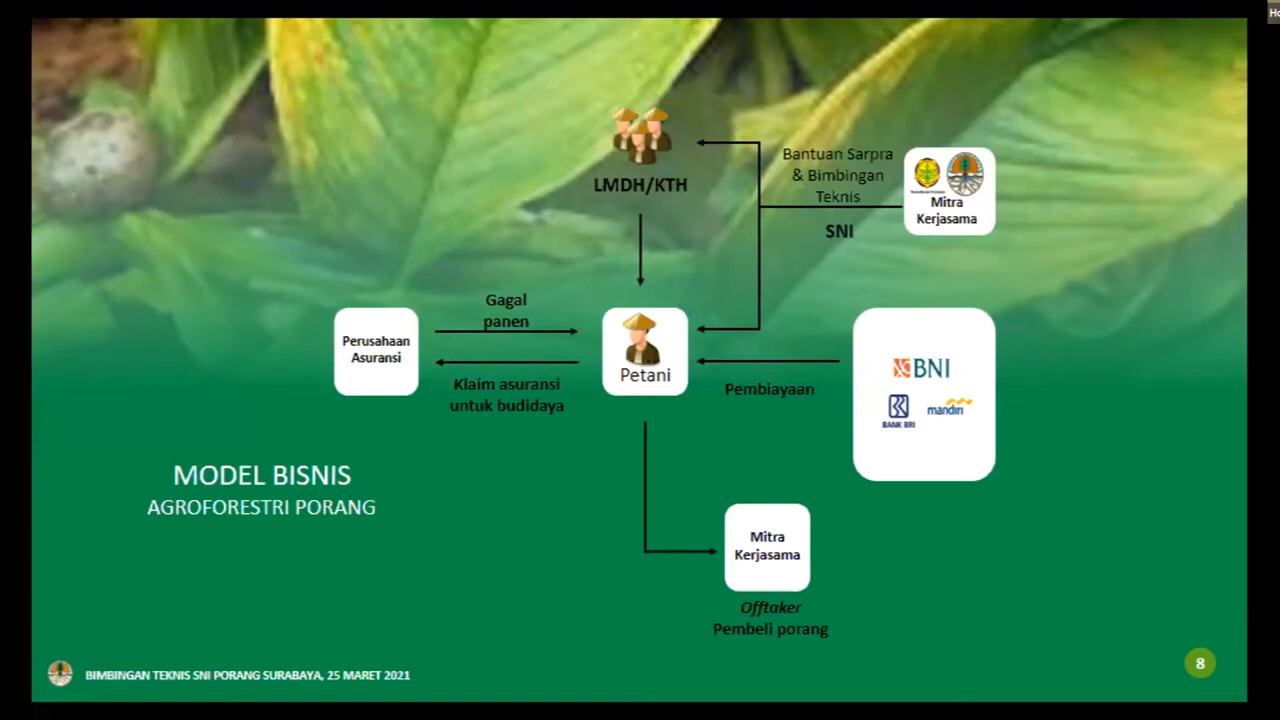 Ho
LMDH/KTH
Bantuan Sarpra
& Bimbingan
Teknis
SNI
Mitra
Kerjasama
Gagal
panen
Perusahaan
Asuransi
Klaim asuransi
untuk budidaya
Petani
Pembiayaan
BNI
BANK BRI
mandiri
MODEL BISNIS
AGROFORESTRI PORANG
Mitra
Kerjasama
Offtaker
Pembeli porang
BIMBINGAN TEKNIS SNI PORANG SURABAYA, 25 MARET 2021
8